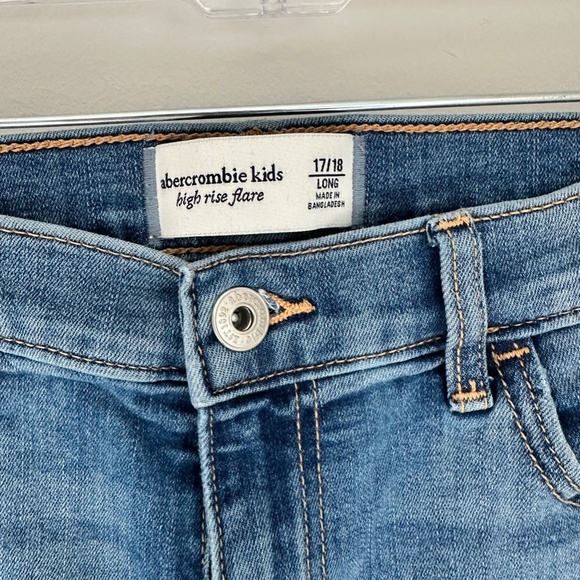 abercrombie kids
high rise flare
17/18
LONG
MADE IN
BANGLADESH